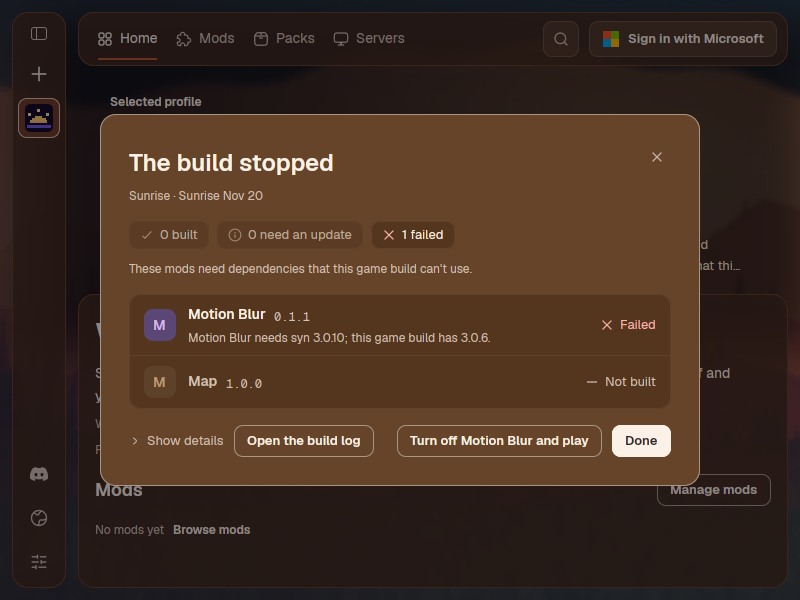 Home
Mods
Packs
Servers
Sign in with Microsoft
Selected profile
The build stopped
Sunrise · Sunrise Nov 20
0 built
0 need an update
1 failed
These mods need dependencies that this game build can't use.
M
Motion Blur 0.1.1
Motion Blur needs syn 3.0.10; this game build has 3.0.6.
Failed
M
Map 1.0.0
Not built
Show details
Open the build log
Turn off Motion Blur and play
Done
and
Mods
Manage mods
No mods yet
Browse mods